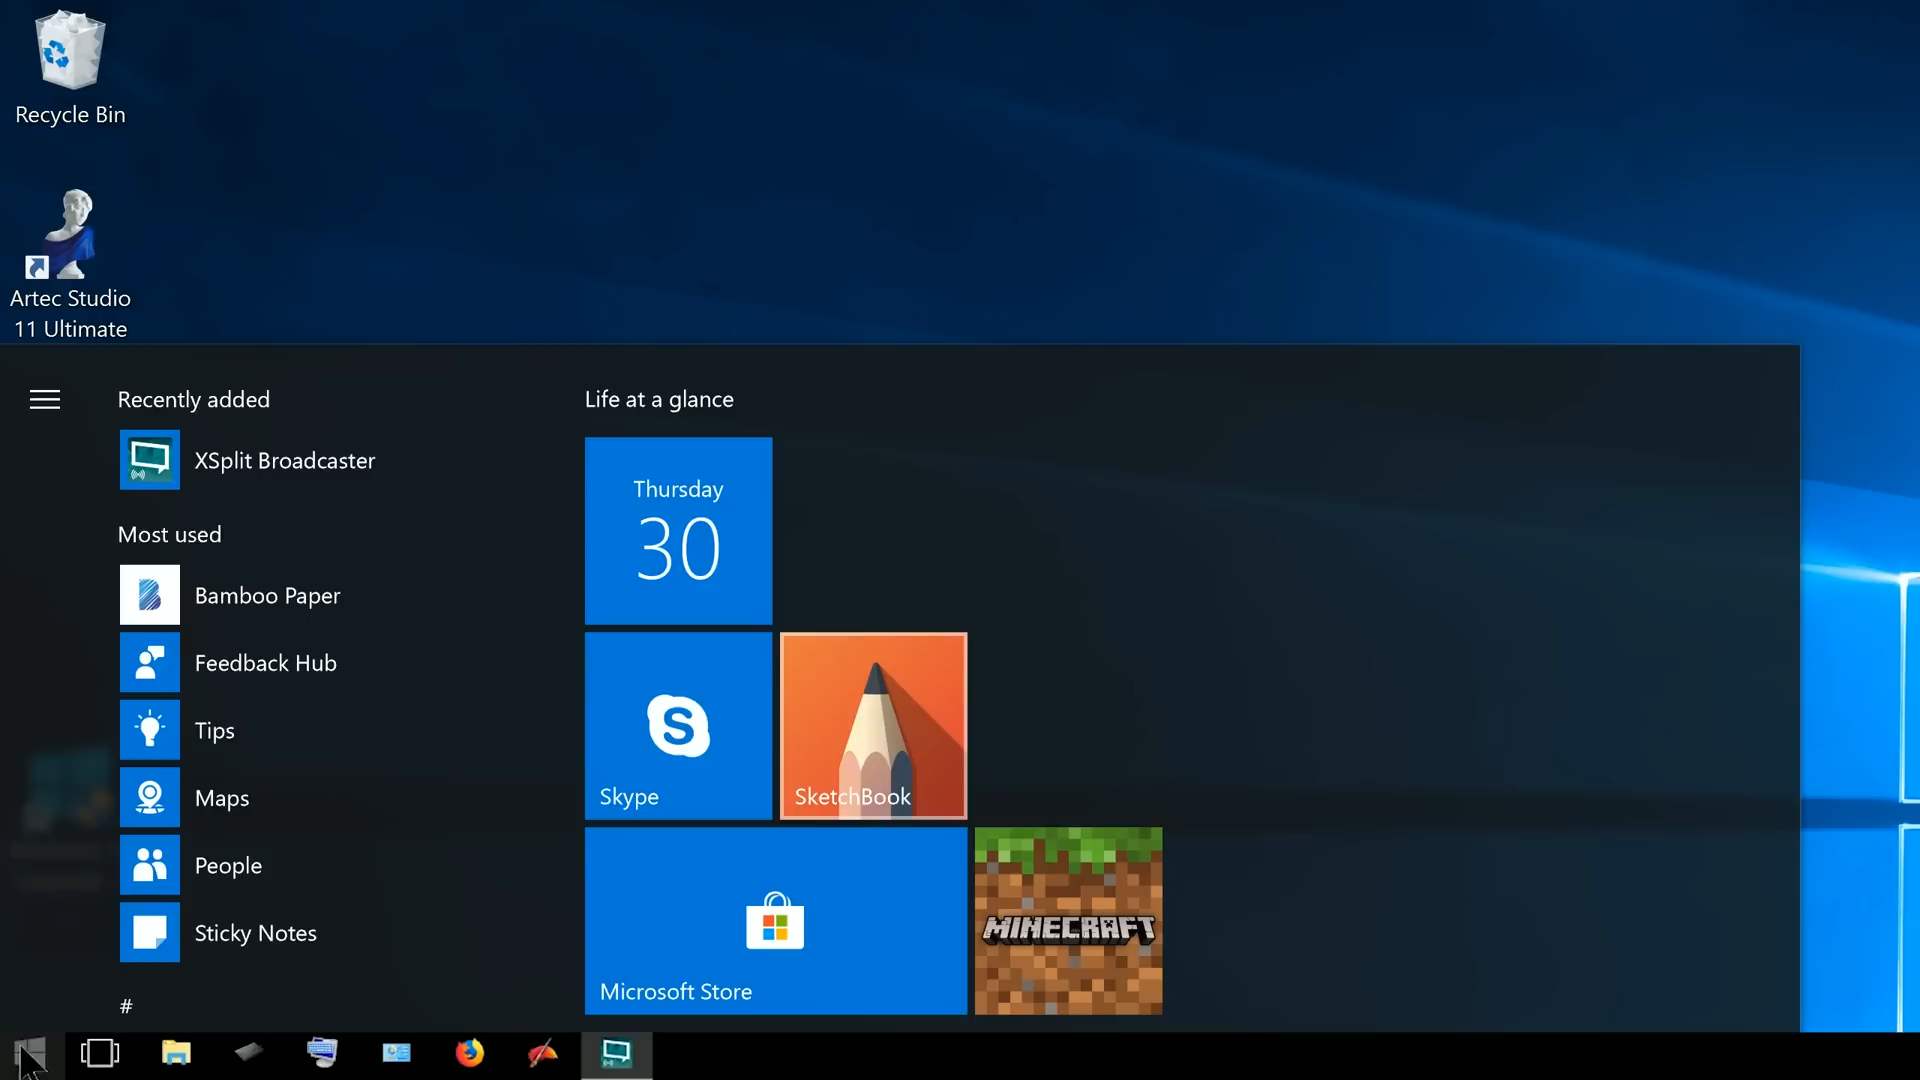 Recycle Bin
Artec Studio
11 Ultimate
Recently added
XSplit Broadcaster
Most used
Bamboo Paper
Feedback Hub
Tips
Maps
People
Sticky Notes
#
Life at a glance
Thursday
30
Skype
SketchBook
Microsoft Store
MINECRAFT